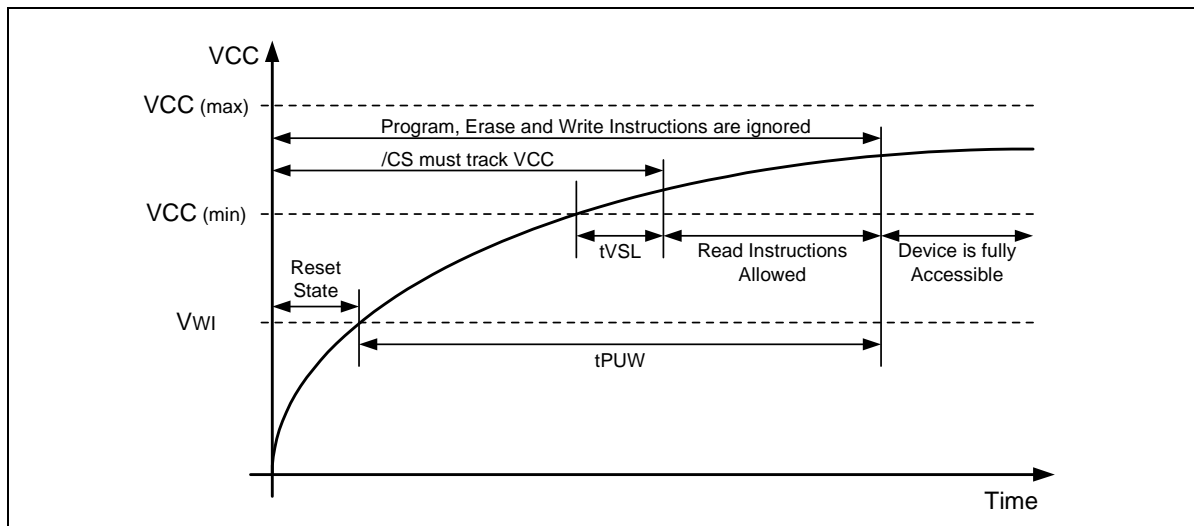 VCC
VCC (max)
Program, Erase and Write Instructions are ignored
/CS must track VCC
VCC (min)
tVSL
Read Instructions
Allowed
Device is fully
Accessible
Reset
State
VWI
tPUW
Time